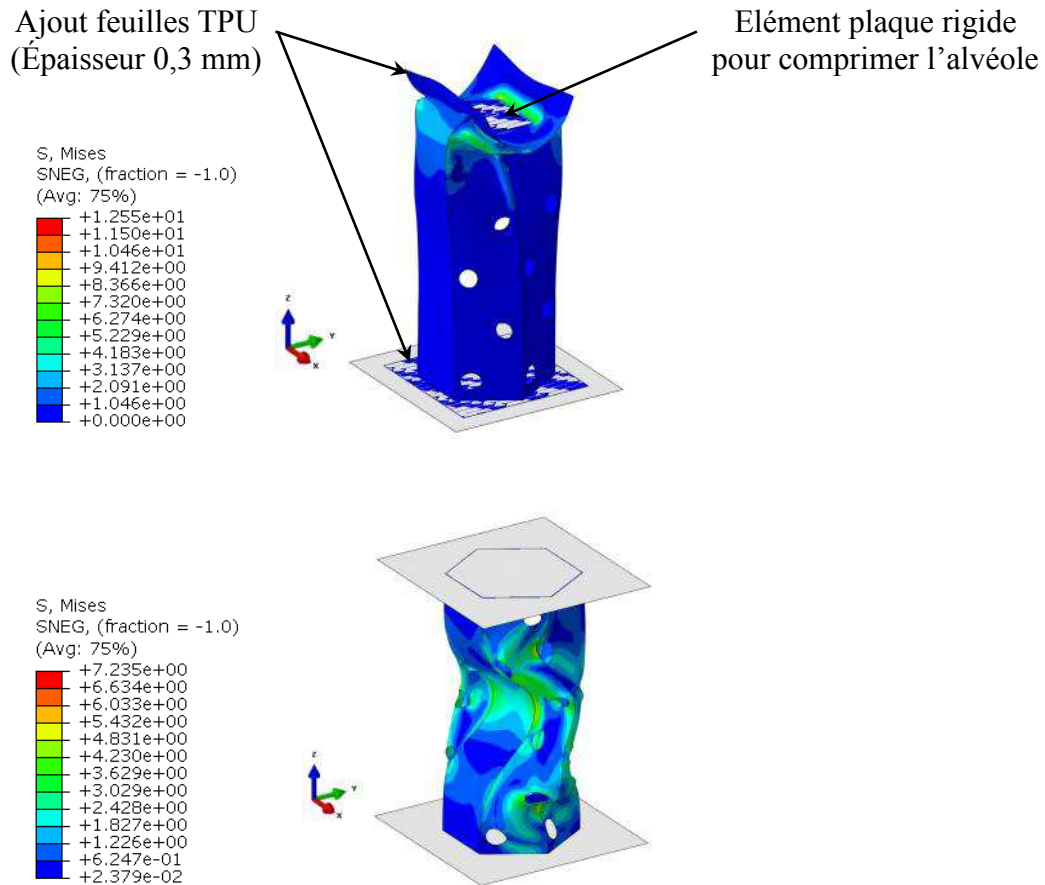 Ajout feuilles TPU
(Épaisseur 0,3 mm)
Elément plaque rigide
pour comprimer l’alvéole
S, Mises
SNEG, (fraction = -1.0)
(Avg: 75%)
+1.255e+01
+1.150e+01
+1.046e+01
+9.412e+00
+8.366e+00
+7.320e+00
+6.274e+00
+5.229e+00
+4.183e+00
+3.137e+00
+2.091e+00
+1.046e+00
+0.000e+00
Z
Y
X
S, Mises
SNEG, (fraction = -1.0)
(Avg: 75%)
+7.235e+00
+6.634e+00
+6.033e+00
+5.432e+00
+4.831e+00
+4.230e+00
+3.629e+00
+3.029e+00
+2.428e+00
+1.827e+00
+1.226e+00
+6.247e-01
+2.379e-02
Z
Y
X